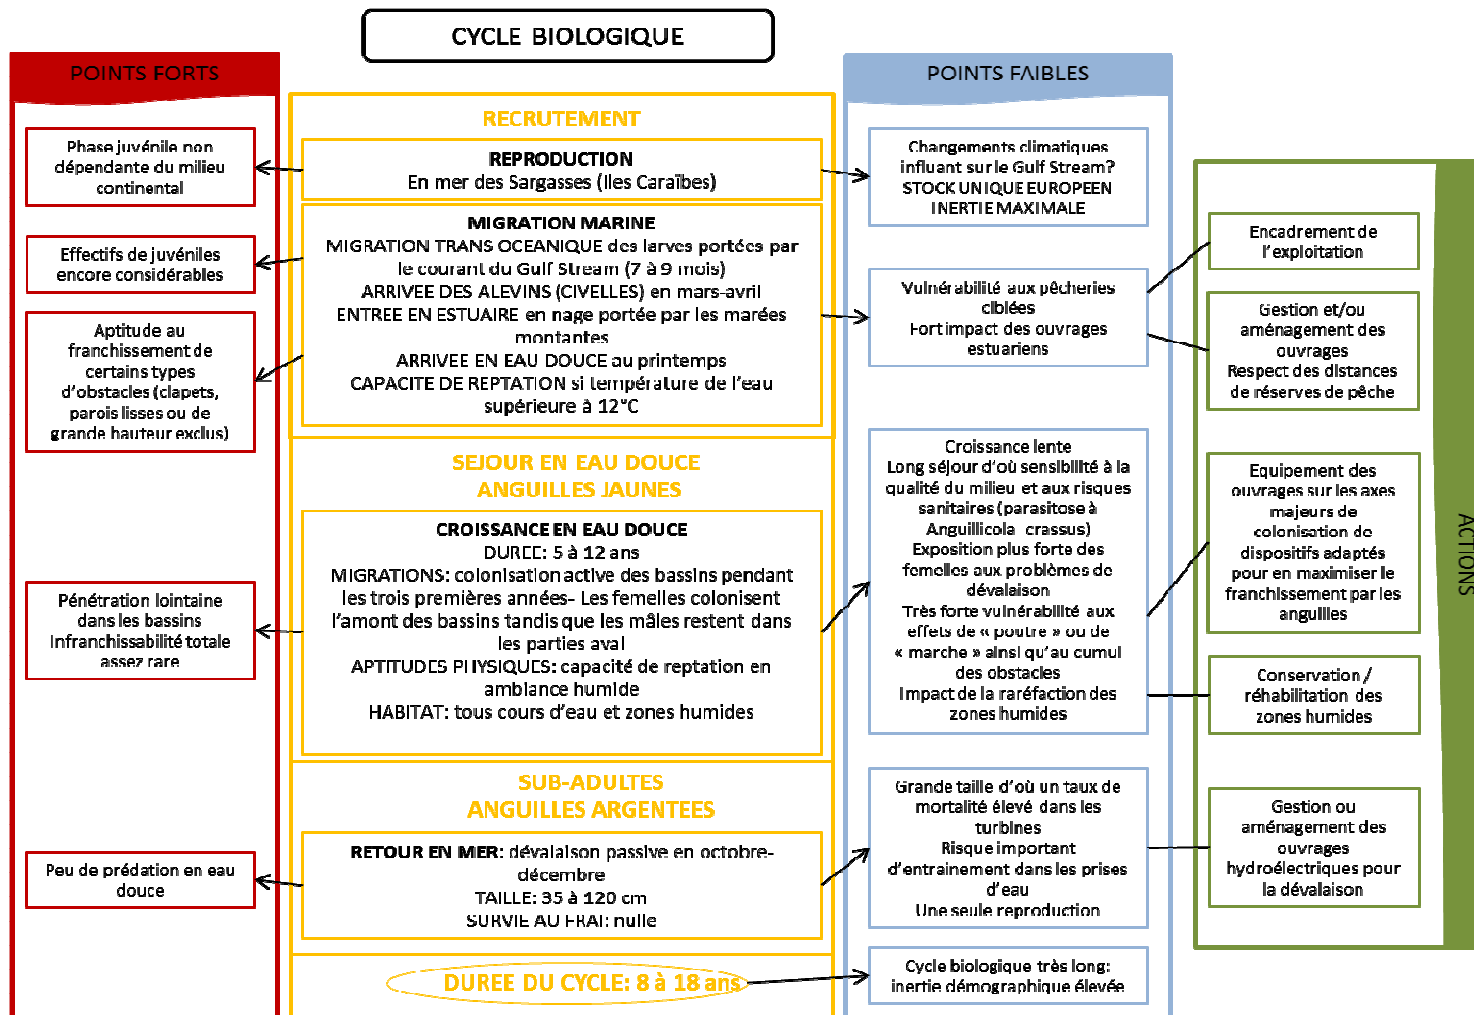 CYCLE BIOLOGIQUE
POINTS FORTS
Phase juvénile non
dépendante du milieu
continental
Effectifs de juvéniles
encore considérables
Aptitude au
franchissement de
certains types
d'obstacles (clapets,
parois lisses ou de
grande hauteur exclus)
Pénétration lointaine
dans les bassins
Infranchissabilité totale
assez rare
Peu de prédation en eau
douce
RECRUTEMENT
REPRODUCTION
En mer des Sargasses (Iles Caraïbes)
MIGRATION MARINE
MIGRATION TRANS OCEANIQUE des larves portées par
le courant du Gulf Stream (7 à 9 mois)
ARRIVEE DES ALEVINS (CIVELLES) en mars-avril
ENTREE EN ESTUAIRE en nage portée par les marées
montantes
ARRIVEE EN EAU DOUCE au printemps
CAPACITE DE REPTATION si température de l'eau
supérieure à 12°C
SEJOUR EN EAU DOUCE
ANGUILLES JAUNES
CROISSANCE EN EAU DOUCE
DUREE: 5 à 12 ans
MIGRATIONS: colonisation active des bassins pendant
les trois premières années- Les femelles colonisent
l'amont des bassins tandis que les mâles restent dans
les parties aval
APTITUDES PHYSIQUES: capacité de reptation en
ambiance humide
HABITAT: tous cours d'eau et zones humides
SUB-ADULTES
ANGUILLES ARGENTEES
RETOUR EN MER: dévalaison passive en octobre-
décembre
TAILLE: 35 à 120 cm
SURVIE AU FRAI: nulle
DUREE DU CYCLE: 8 à 18 ans
POINTS FAIBLES
Changements climatiques
influant sur le Gulf Stream?
STOCK UNIQUE EUROPEEN
INERTIE MAXIMALE
Vulnérabilité aux pêcheries
ciblées
Fort impact des ouvrages
estuariens
Croissance lente
Long séjour d'où sensibilité à la
qualité du milieu et aux risques
sanitaires (parasitose à
Anguillicola crassus)
Exposition plus forte des
femelles aux problèmes de
dévalaison
Très forte vulnérabilité aux
effets de « poutre » ou de
« marche » ainsi qu'au cumul
des obstacles
Impact de la raréfaction des
zones humides
Grande taille d'où un taux de
mortalité élevé dans les
turbines
Risque important
d'entrainement dans les prises
d'eau
Une seule reproduction
Cycle biologique très long:
inertie démographique élevée
ACTIONS
Encadrement de
l'exploitation
Gestion et/ou
aménagement des
ouvrages
Respect des distances
de réserves de pêche
Equipement des
ouvrages sur les axes
majeurs de
colonisation de
dispositifs adaptés
pour en maximiser le
franchissement par les
anguilles
Conservation /
réhabilitation des
zones humides
Gestion ou
aménagement des
ouvrages
hydroélectriques pour
la dévalaison